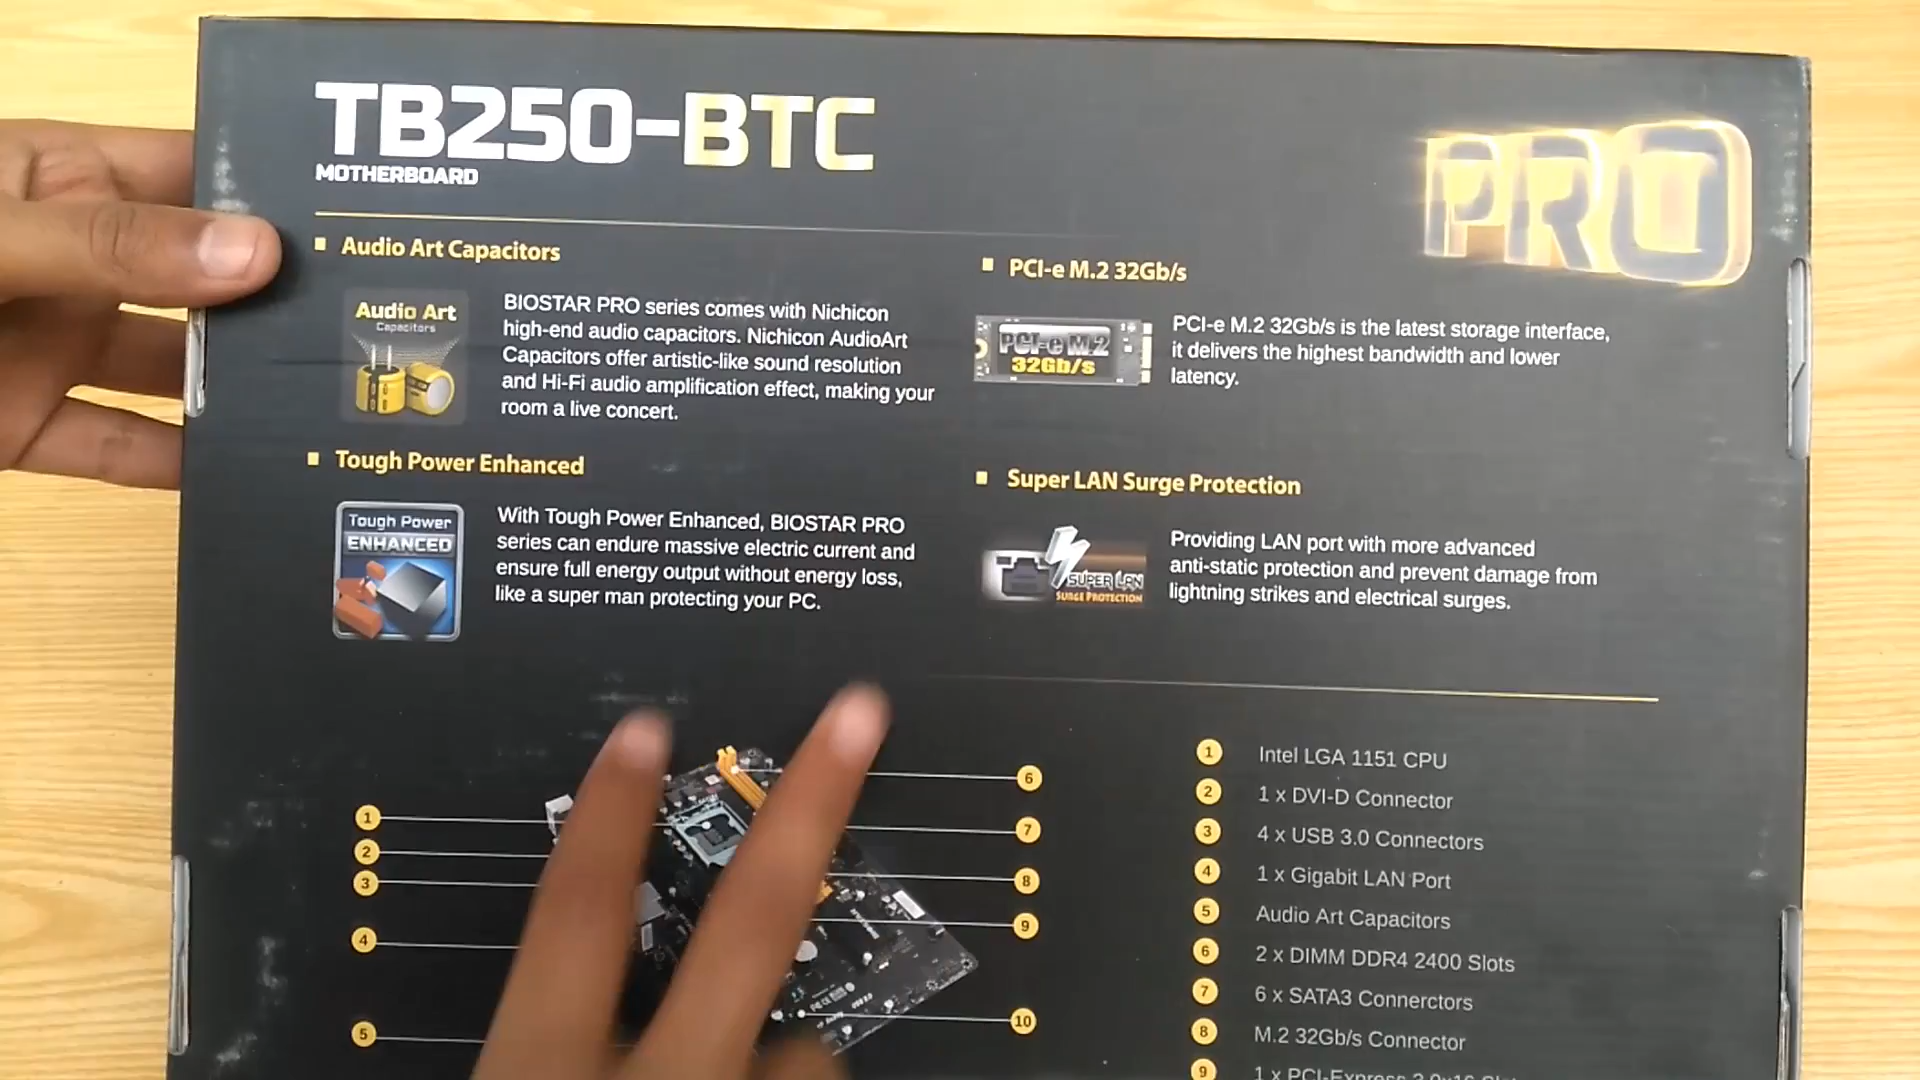 TB250-BTC
MOTHERBOARD
PRO
Audio Art Capacitors
Audio Art
Capacitors
BIOSTAR PRO series comes with Nichicon
high-end audio capacitors. Nichicon AudioArt
Capacitors offer artistic-like sound resolution
and Hi-Fi audio amplification effect, making your
room a live concert.
PCI-e M.2 32Gb/s
PCI-e M.2
32Gb/s
PCI-e M.2 32Gb/s is the latest storage interface,
it delivers the highest bandwidth and lower
latency.
Tough Power Enhanced
Tough Power
ENHANCED
With Tough Power Enhanced, BIOSTAR PRO
series can endure massive electric current and
ensure full energy output without energy loss,
like a super man protecting your PC.
Super LAN Surge Protection
SUPER LAN
SURGE PROTECTION
Providing LAN port with more advanced
anti-static protection and prevent damage from
lightning strikes and electrical surges.
1
2
3
4
5
6
7
8
9
10
1 Intel LGA 1151 CPU
2 1 x DVI-D Connector
3 4 x USB 3.0 Connectors
4 1 x Gigabit LAN Port
5 Audio Art Capacitors
6 2 x DIMM DDR4 2400 Slots
7 6 x SATA3 Connerctors
8 M.2 32Gb/s Connector
9 1 x PCI-Express